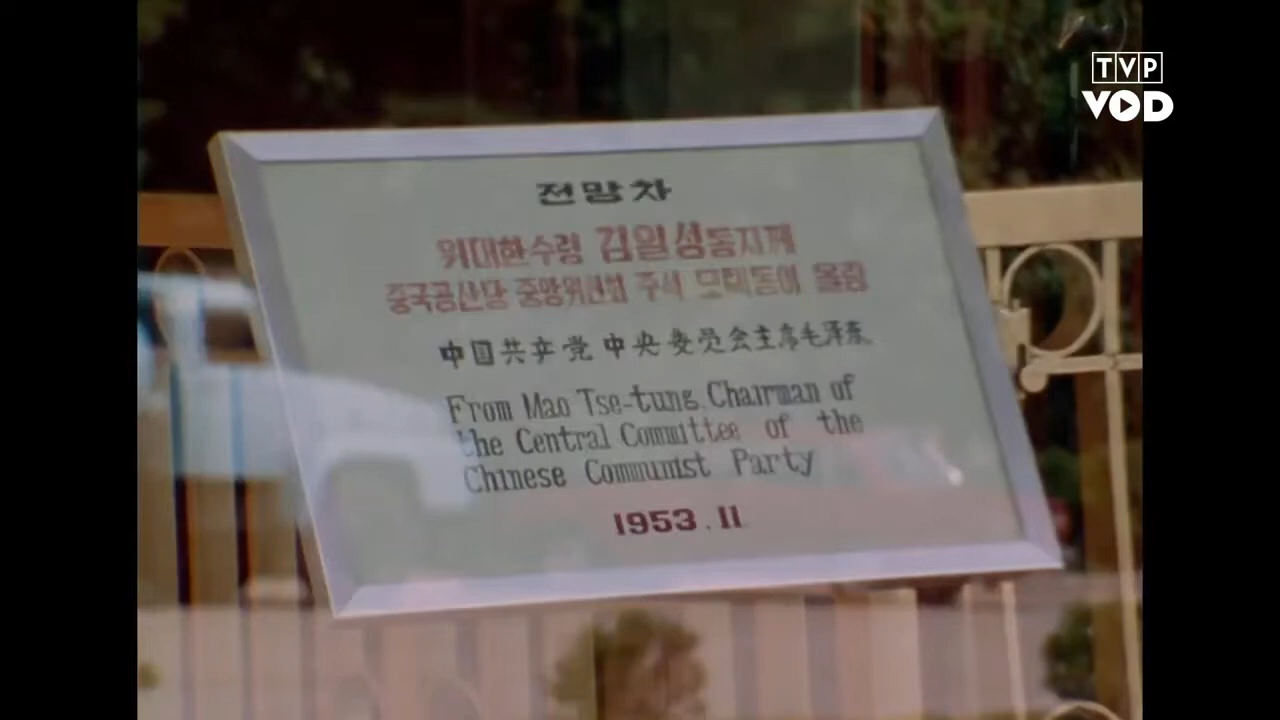 전망차
위대한수령 김일성동지께
중국공산당 중앙위원회 주석 모택동이 올림
中国共产党中央委员会主席毛泽东
From Mao Tse-tung, Chairman of
the Central Committee of the
Chinese Communist Party
1953.11
TVP
VOD